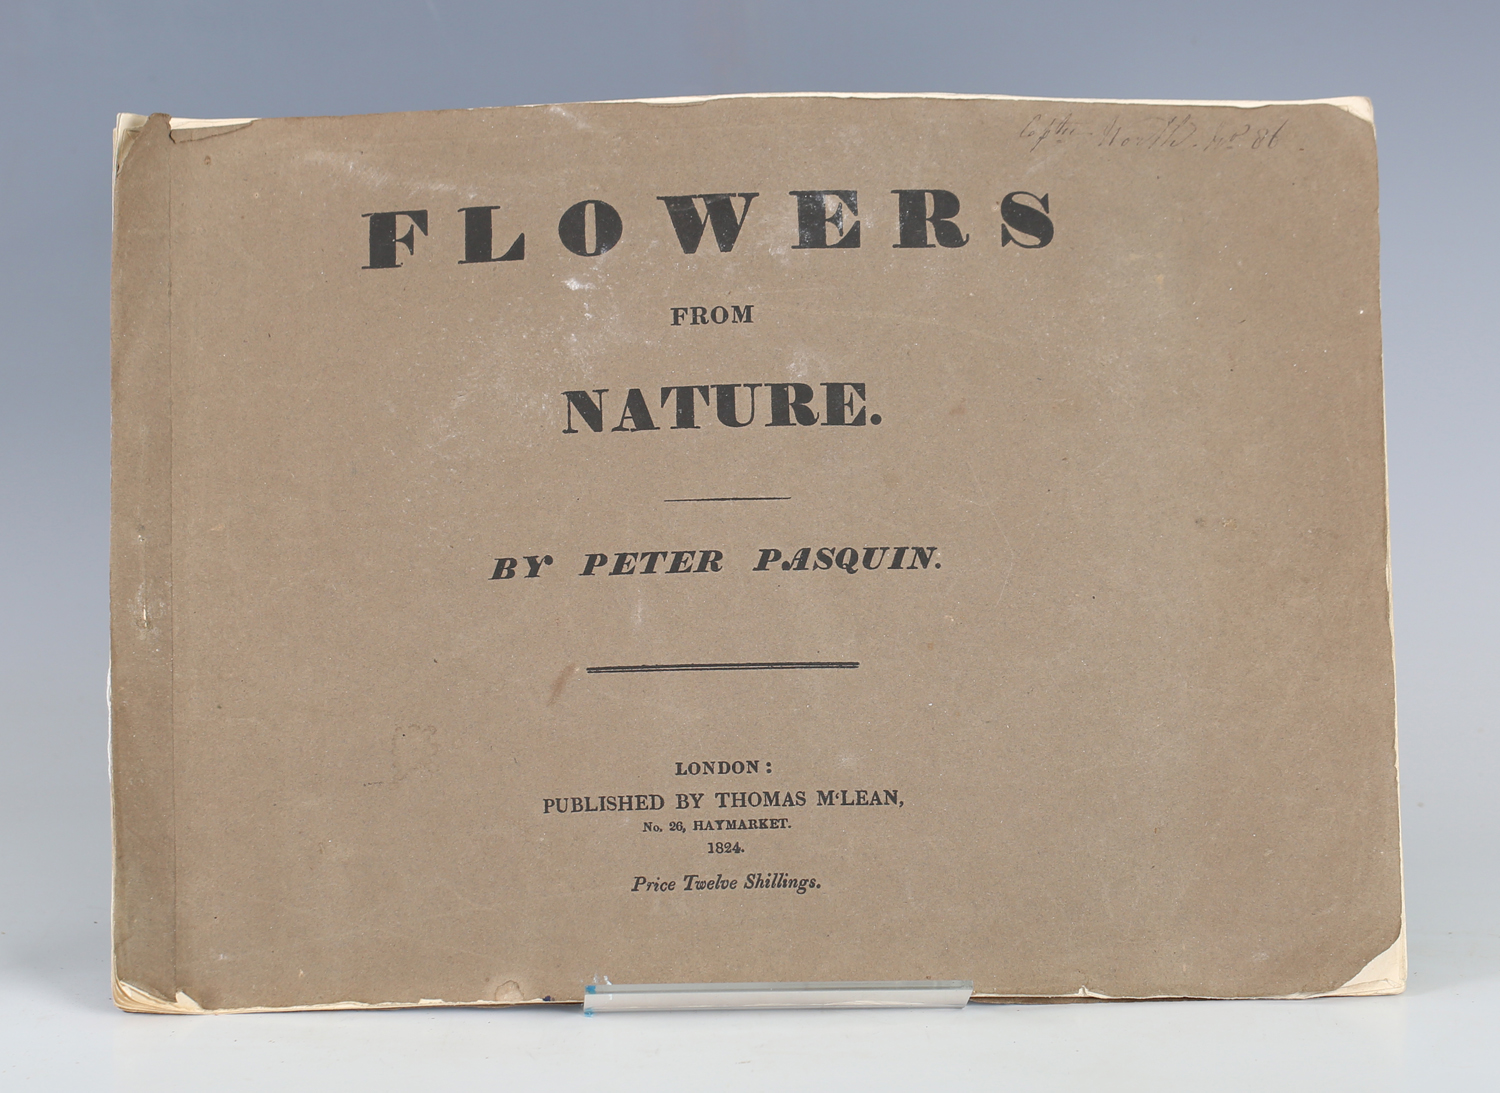 FLOWERS
FROM
NATURE.
BY PETER PASQUIN.
LONDON:
PUBLISHED BY THOMAS M‘LEAN,
No. 26, HAYMARKET.
1824.
Price Twelve Shillings.